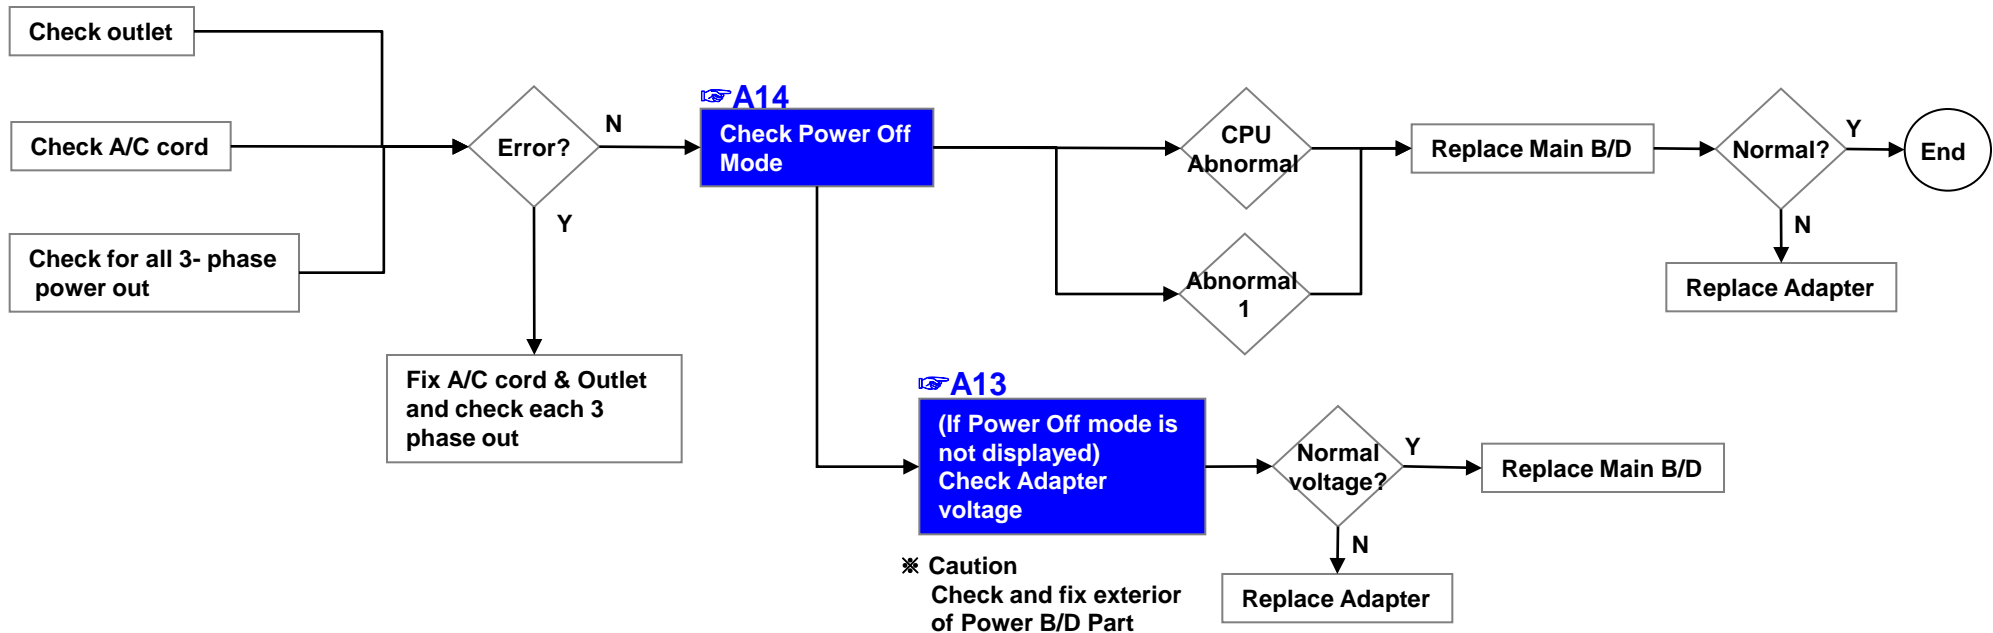 Check outlet
Check A/C cord
Check for all 3- phase
power out
Error?
N
Y
Fix A/C cord & Outlet
and check each 3
phase out
☞A14
Check Power Off
Mode
CPU
Abnormal
Abnormal
1
Replace Main B/D
Normal?
Y
End
N
Replace Adapter
☞A13
(If Power Off mode is
not displayed)
Check Adapter
voltage
※ Caution
Check and fix exterior
of Power B/D Part
Normal
voltage?
Y
Replace Main B/D
N
Replace Adapter